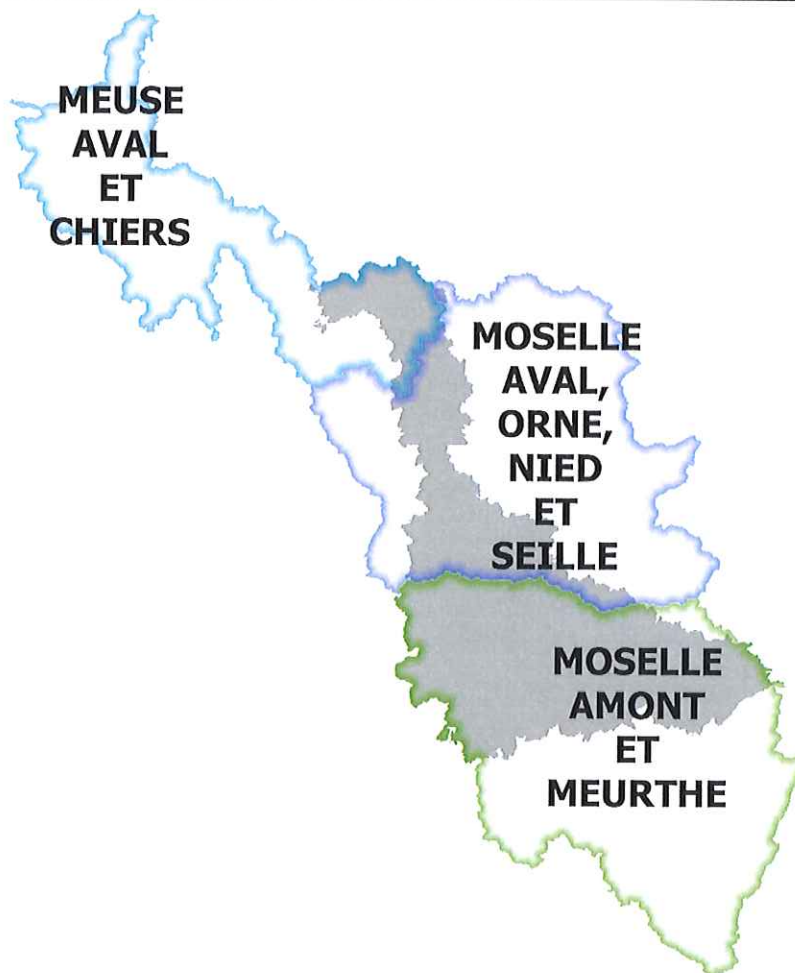 MEUSE
AVAL
ET
CHIERS
MOSELLE
AVAL,
ORNE,
NIED
ET
SEILLE
MOSELLE
AMONT
ET
MEURTHE